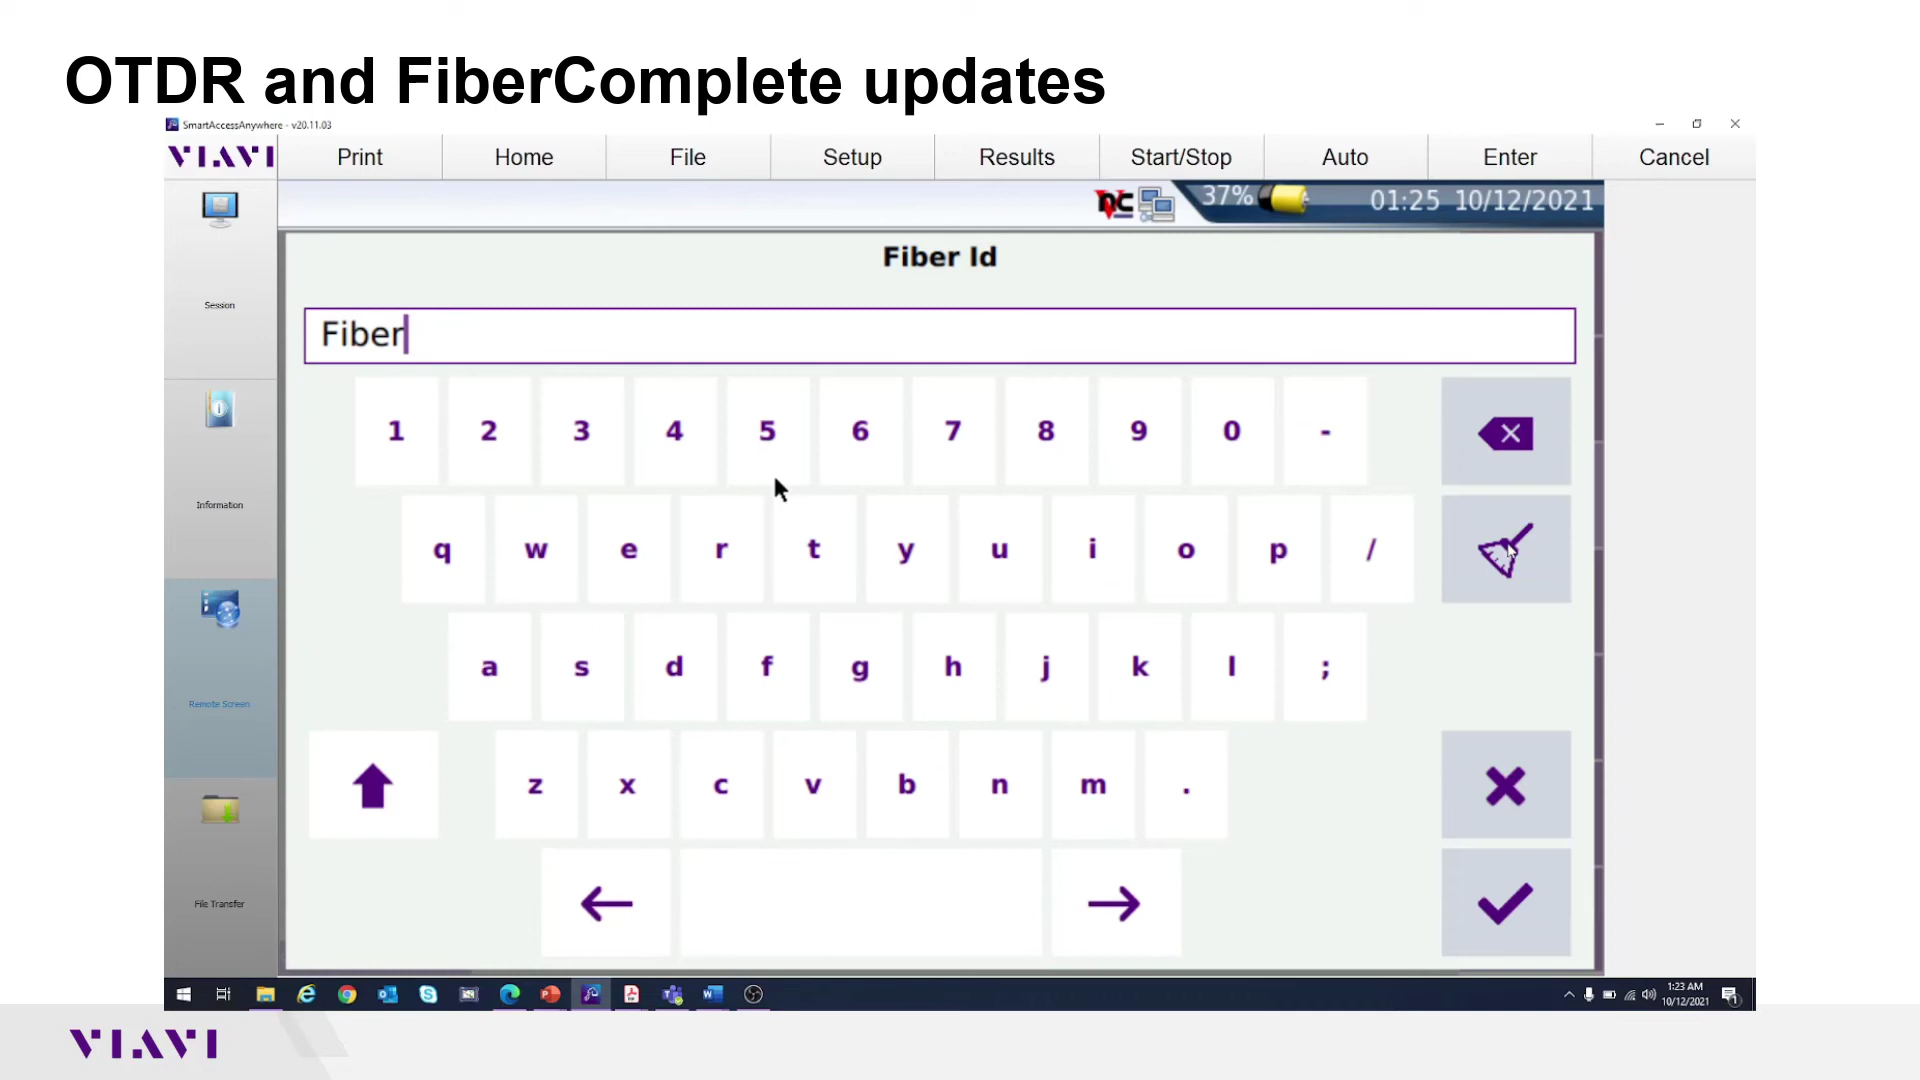 OTDR and FiberComplete updates
SmartAccessAnywhere - v20.11.03
VIAVI Print Home File Setup Results Start/Stop Auto Enter Cancel
37% 01:25 10/12/2021
Session
Information
Remote Screen
File Transfer
Fiber Id
Fiber
1 2 3 4 5 6 7 8 9 0 -
q w e r t y u i o p /
a s d f g h j k l ;
z x c v b n m .
1:23 AM
10/12/2021
1
VIAVI